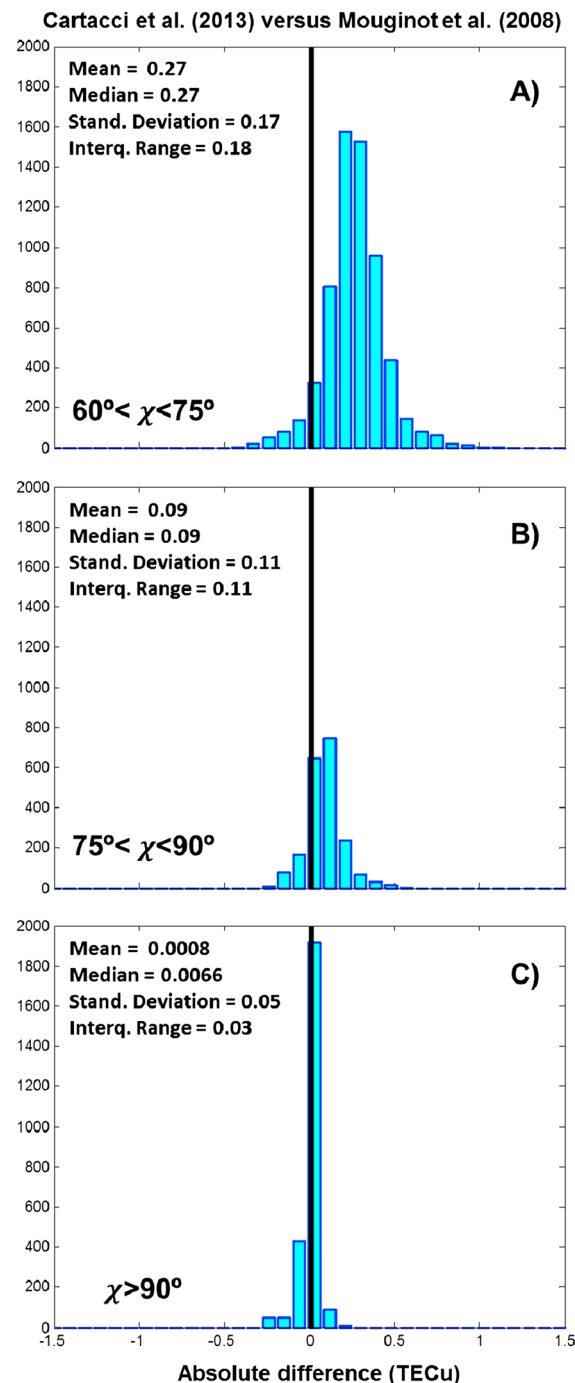 Cartacci et al. (2013) versus Mouginot et al. (2008)
2000
Mean = 0.27
A)
1800
Median = 0.27
Stand. Deviation = 0.17
1600
Interq. Range = 0.18
1400
1200
1000
800
600
400
60º< χ<75º
200
0
2000
Mean = 0.09
B)
1800
Median = 0.09
Stand. Deviation = 0.11
1600
Interq. Range = 0.11
1400
1200
1000
800
600
400
75º< χ<90º
200
0
2000
Mean = 0.0008
C)
1800
Median = 0.0066
Stand. Deviation = 0.05
1600
Interq. Range = 0.03
1400
1200
1000
800
600
400
χ>90º
200
0
-1.5 -1 -0.5 0 0.5 1 1.5
Absolute difference (TECu)